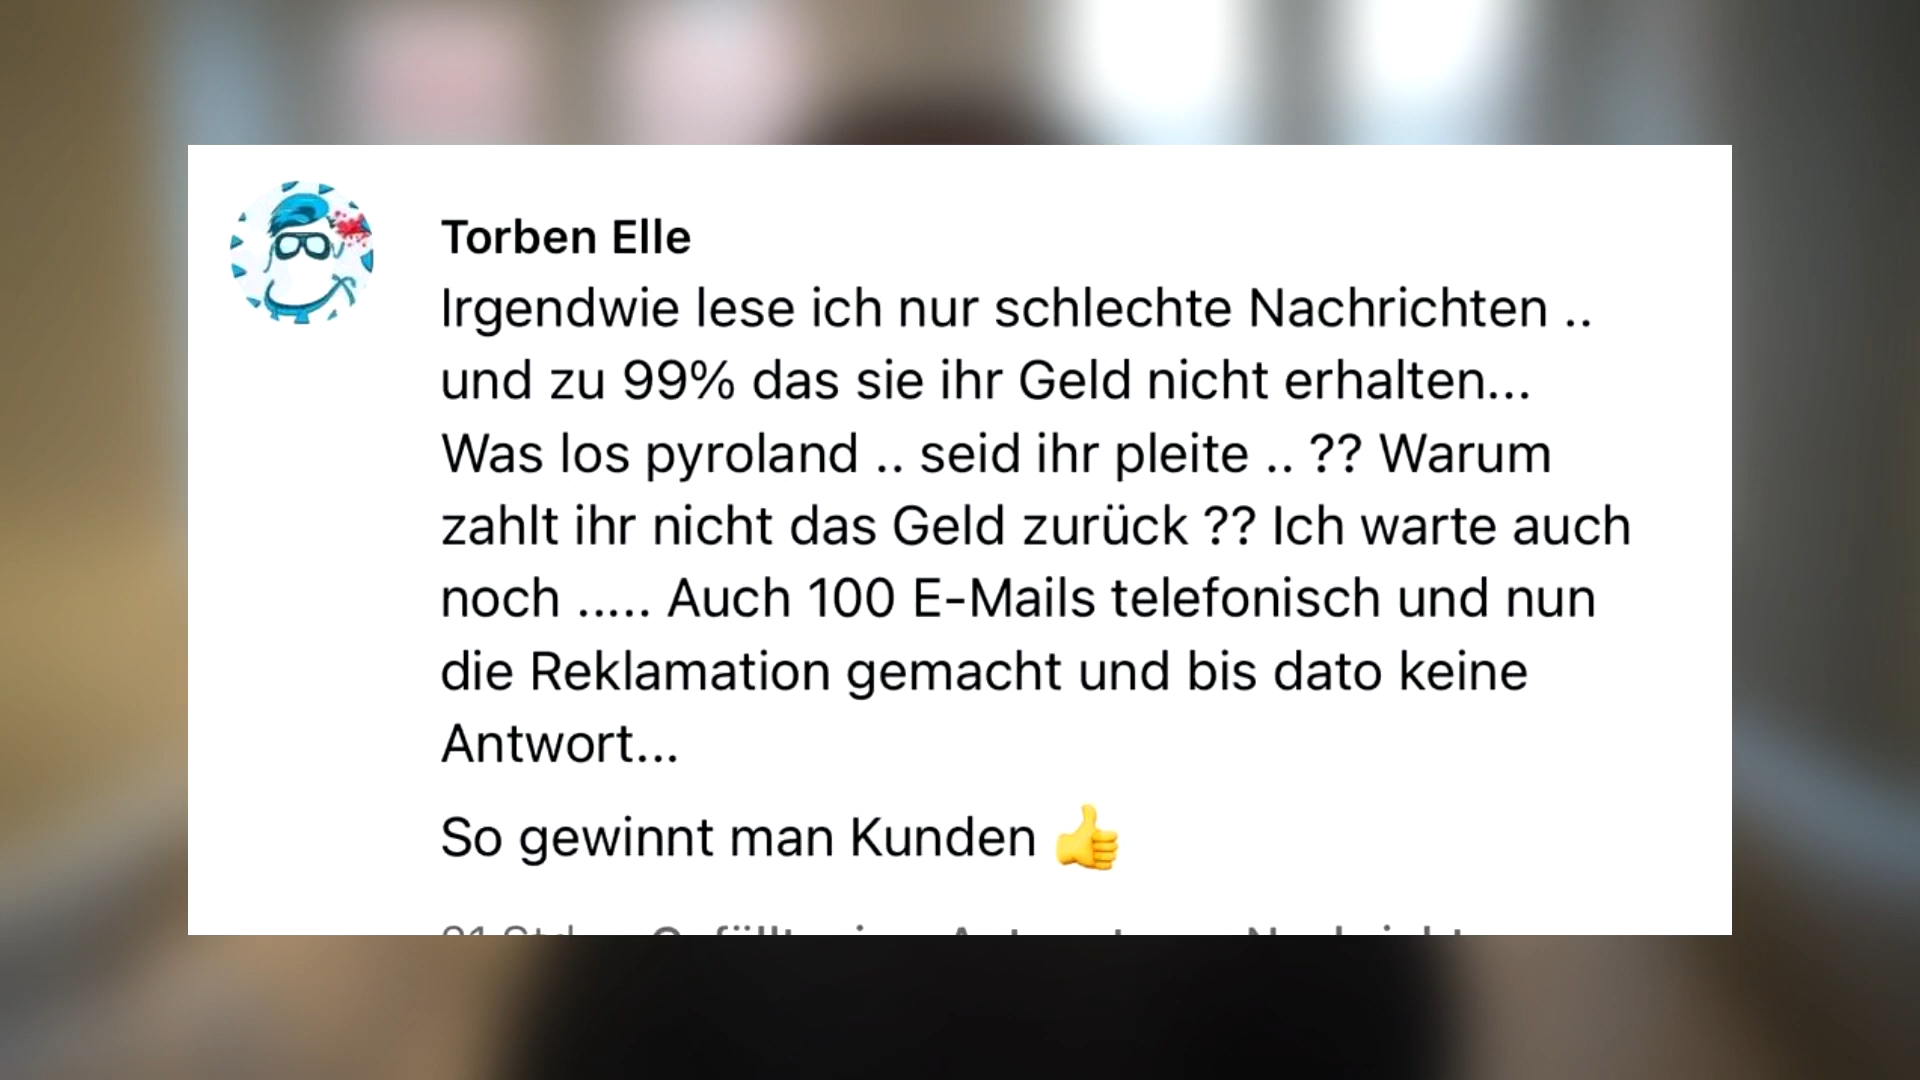 Torben Elle
Irgendwie lese ich nur schlechte Nachrichten ..
und zu 99% das sie ihr Geld nicht erhalten...
Was los pyroland .. seid ihr pleite .. ?? Warum
zahlt ihr nicht das Geld zurück ?? Ich warte auch
noch ..... Auch 100 E-Mails telefonisch und nun
die Reklamation gemacht und bis dato keine
Antwort...
So gewinnt man Kunden 👍